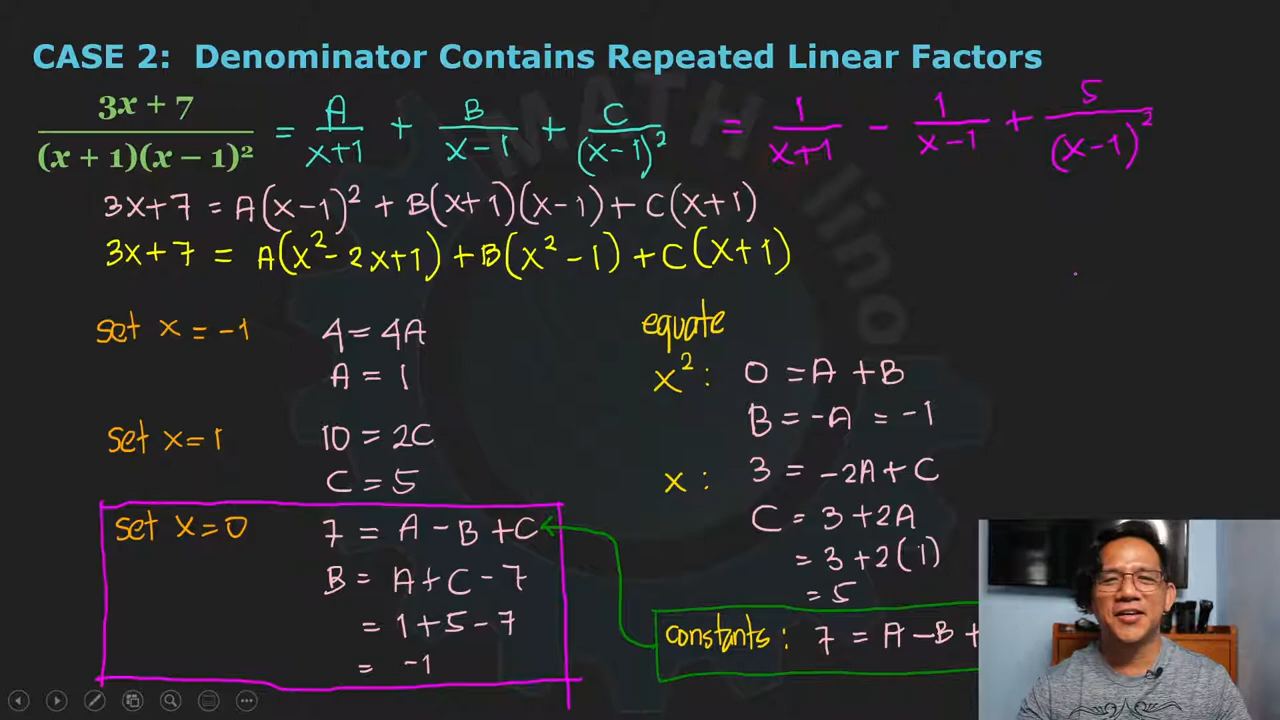 CASE 2: Denominator Contains Repeated Linear Factors
3x + 7 / (x + 1)(x − 1)² = A/(x+1) + B/(x−1) + C/(x−1)² = 1/(x+1) − 1/(x−1) + 5/(x−1)²
3x+7 = A(x−1)² + B(x+1)(x−1) + C(x+1)
3x+7 = A(x²−2x+1) + B(x²−1) + C(x+1)
set x = −1
4 = 4A
A = 1
set x = 1
10 = 2C
C = 5
set x = 0
7 = A − B + C
B = A + C − 7
= 1 + 5 − 7
= −1
equate
x² : 0 = A + B
B = −A = −1
x : 3 = −2A + C
C = 3 + 2A
= 3 + 2(1)
= 5
constants : 7 = A − B +
MATH lino